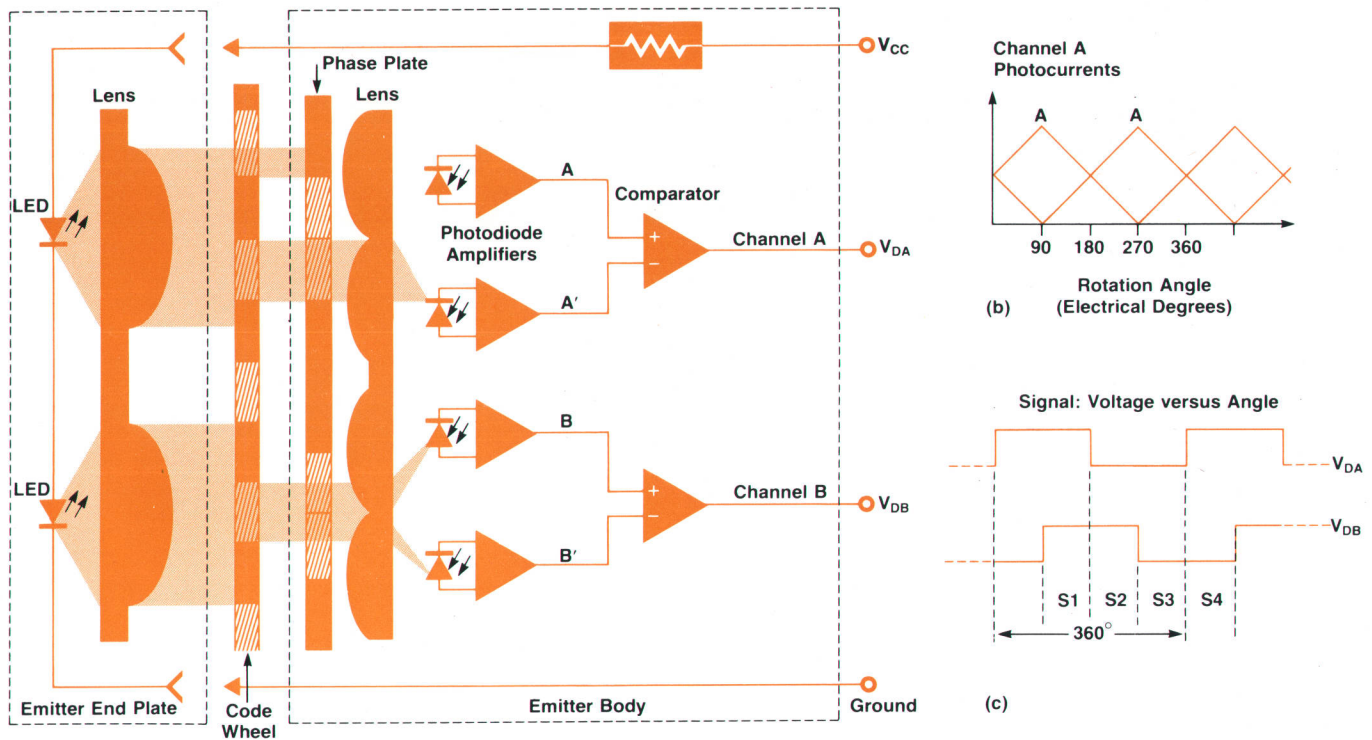 V_CC
Phase Plate
Lens
Lens
LED
A
Comparator
+
−
Channel A
V_DA
Photodiode
Amplifiers
A′
B
LED
+
−
Channel B
V_DB
B′
Emitter End Plate
Code
Wheel
Emitter Body
Ground
Channel A
Photocurrents
A
A
90
180
270
360
Rotation Angle
(Electrical Degrees)
(b)
Signal: Voltage versus Angle
V_DA
V_DB
S1
S2
S3
S4
360°
(c)